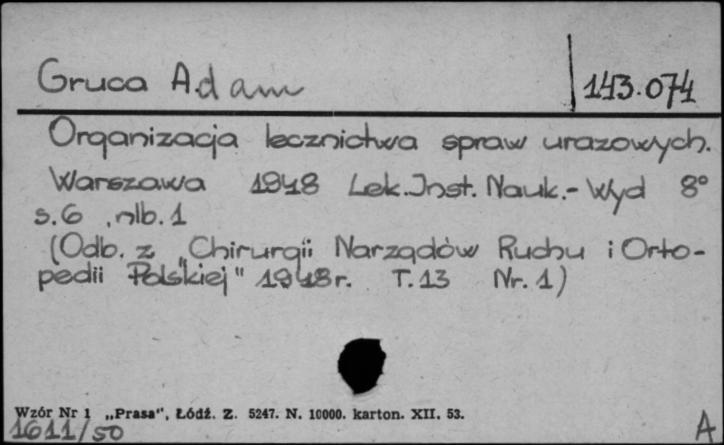 Gruca Adam
143.074
Organizacja lecznictwa spraw urazowych.
Warszawa 1948 Lek.Inst. Nauk.- Wyd 8°
s.6 ,nlb.1
(Odb. z „Chirurgii Narządów Ruchu i Orto-
pedii Polskiej" 1948r. T.13 Nr.1)
Wzór Nr 1 „Prasa", Łódź. Z. 5247. N. 10000. karton. XII. 53.
1611/50
A